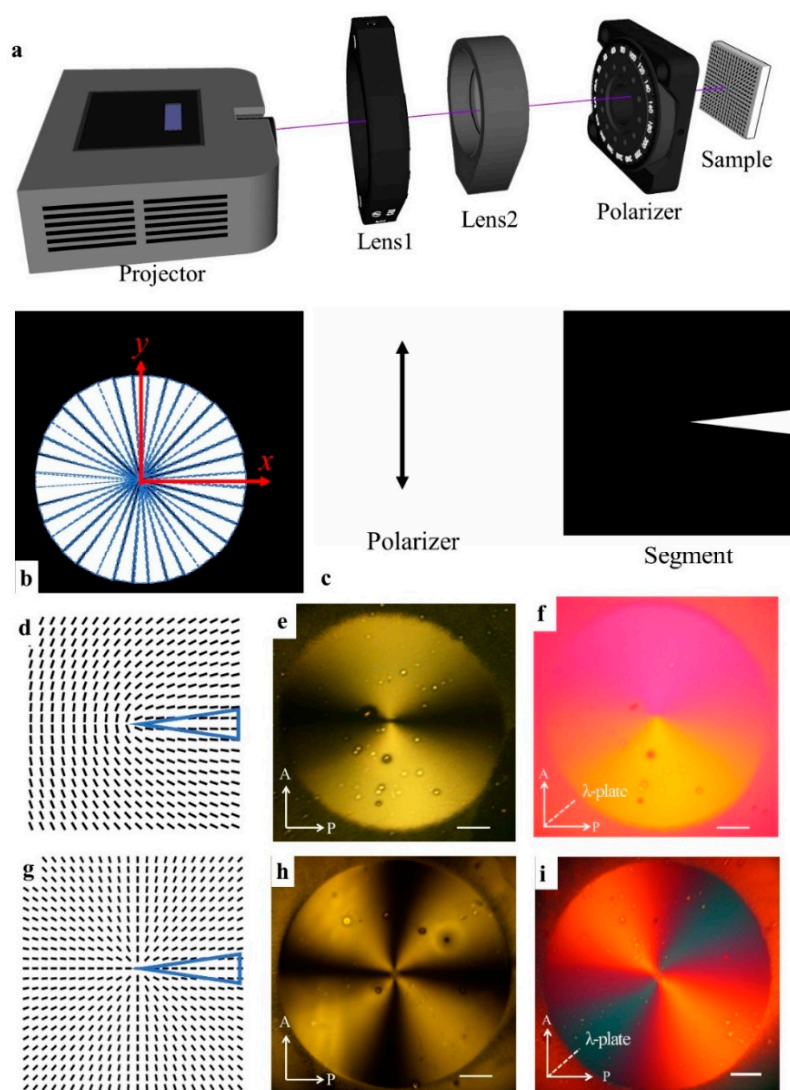 a
Projector
Lens1
Lens2
Polarizer
Sample
b
y
x
c
Polarizer
Segment
d
e
A
P
f
A
λ-plate
P
g
h
A
P
i
A
λ-plate
P